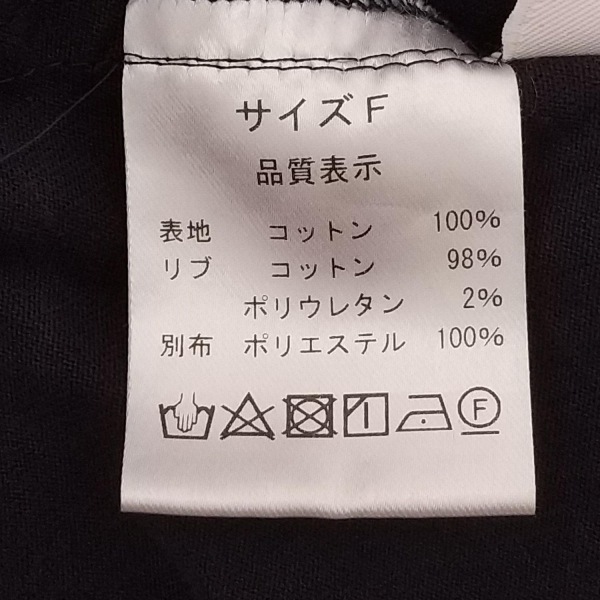 サイズF
品質表示
表地 コットン 100%
リブ コットン 98%
ポリウレタン 2%
別布 ポリエステル 100%
F